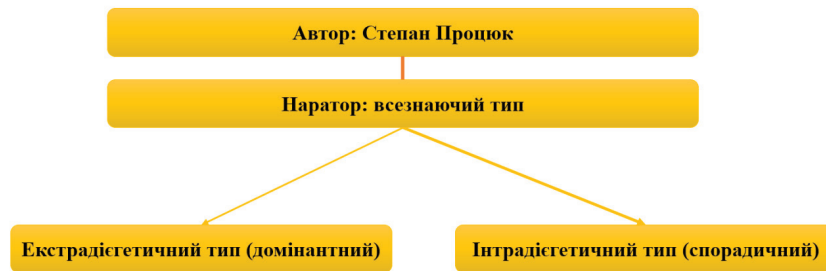 Автор: Степан Процюк
Наратор: всезнаючий тип
Екстрадієгетичний тип (домінантний)
Інтрадієгетичний тип (спорадичний)